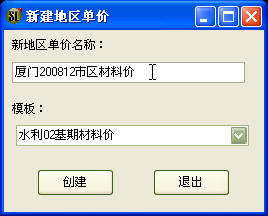 新建地区单价
新地区单价名称：
厦门200812市区材料价
模板：
水利02基期材料价
创建
退出